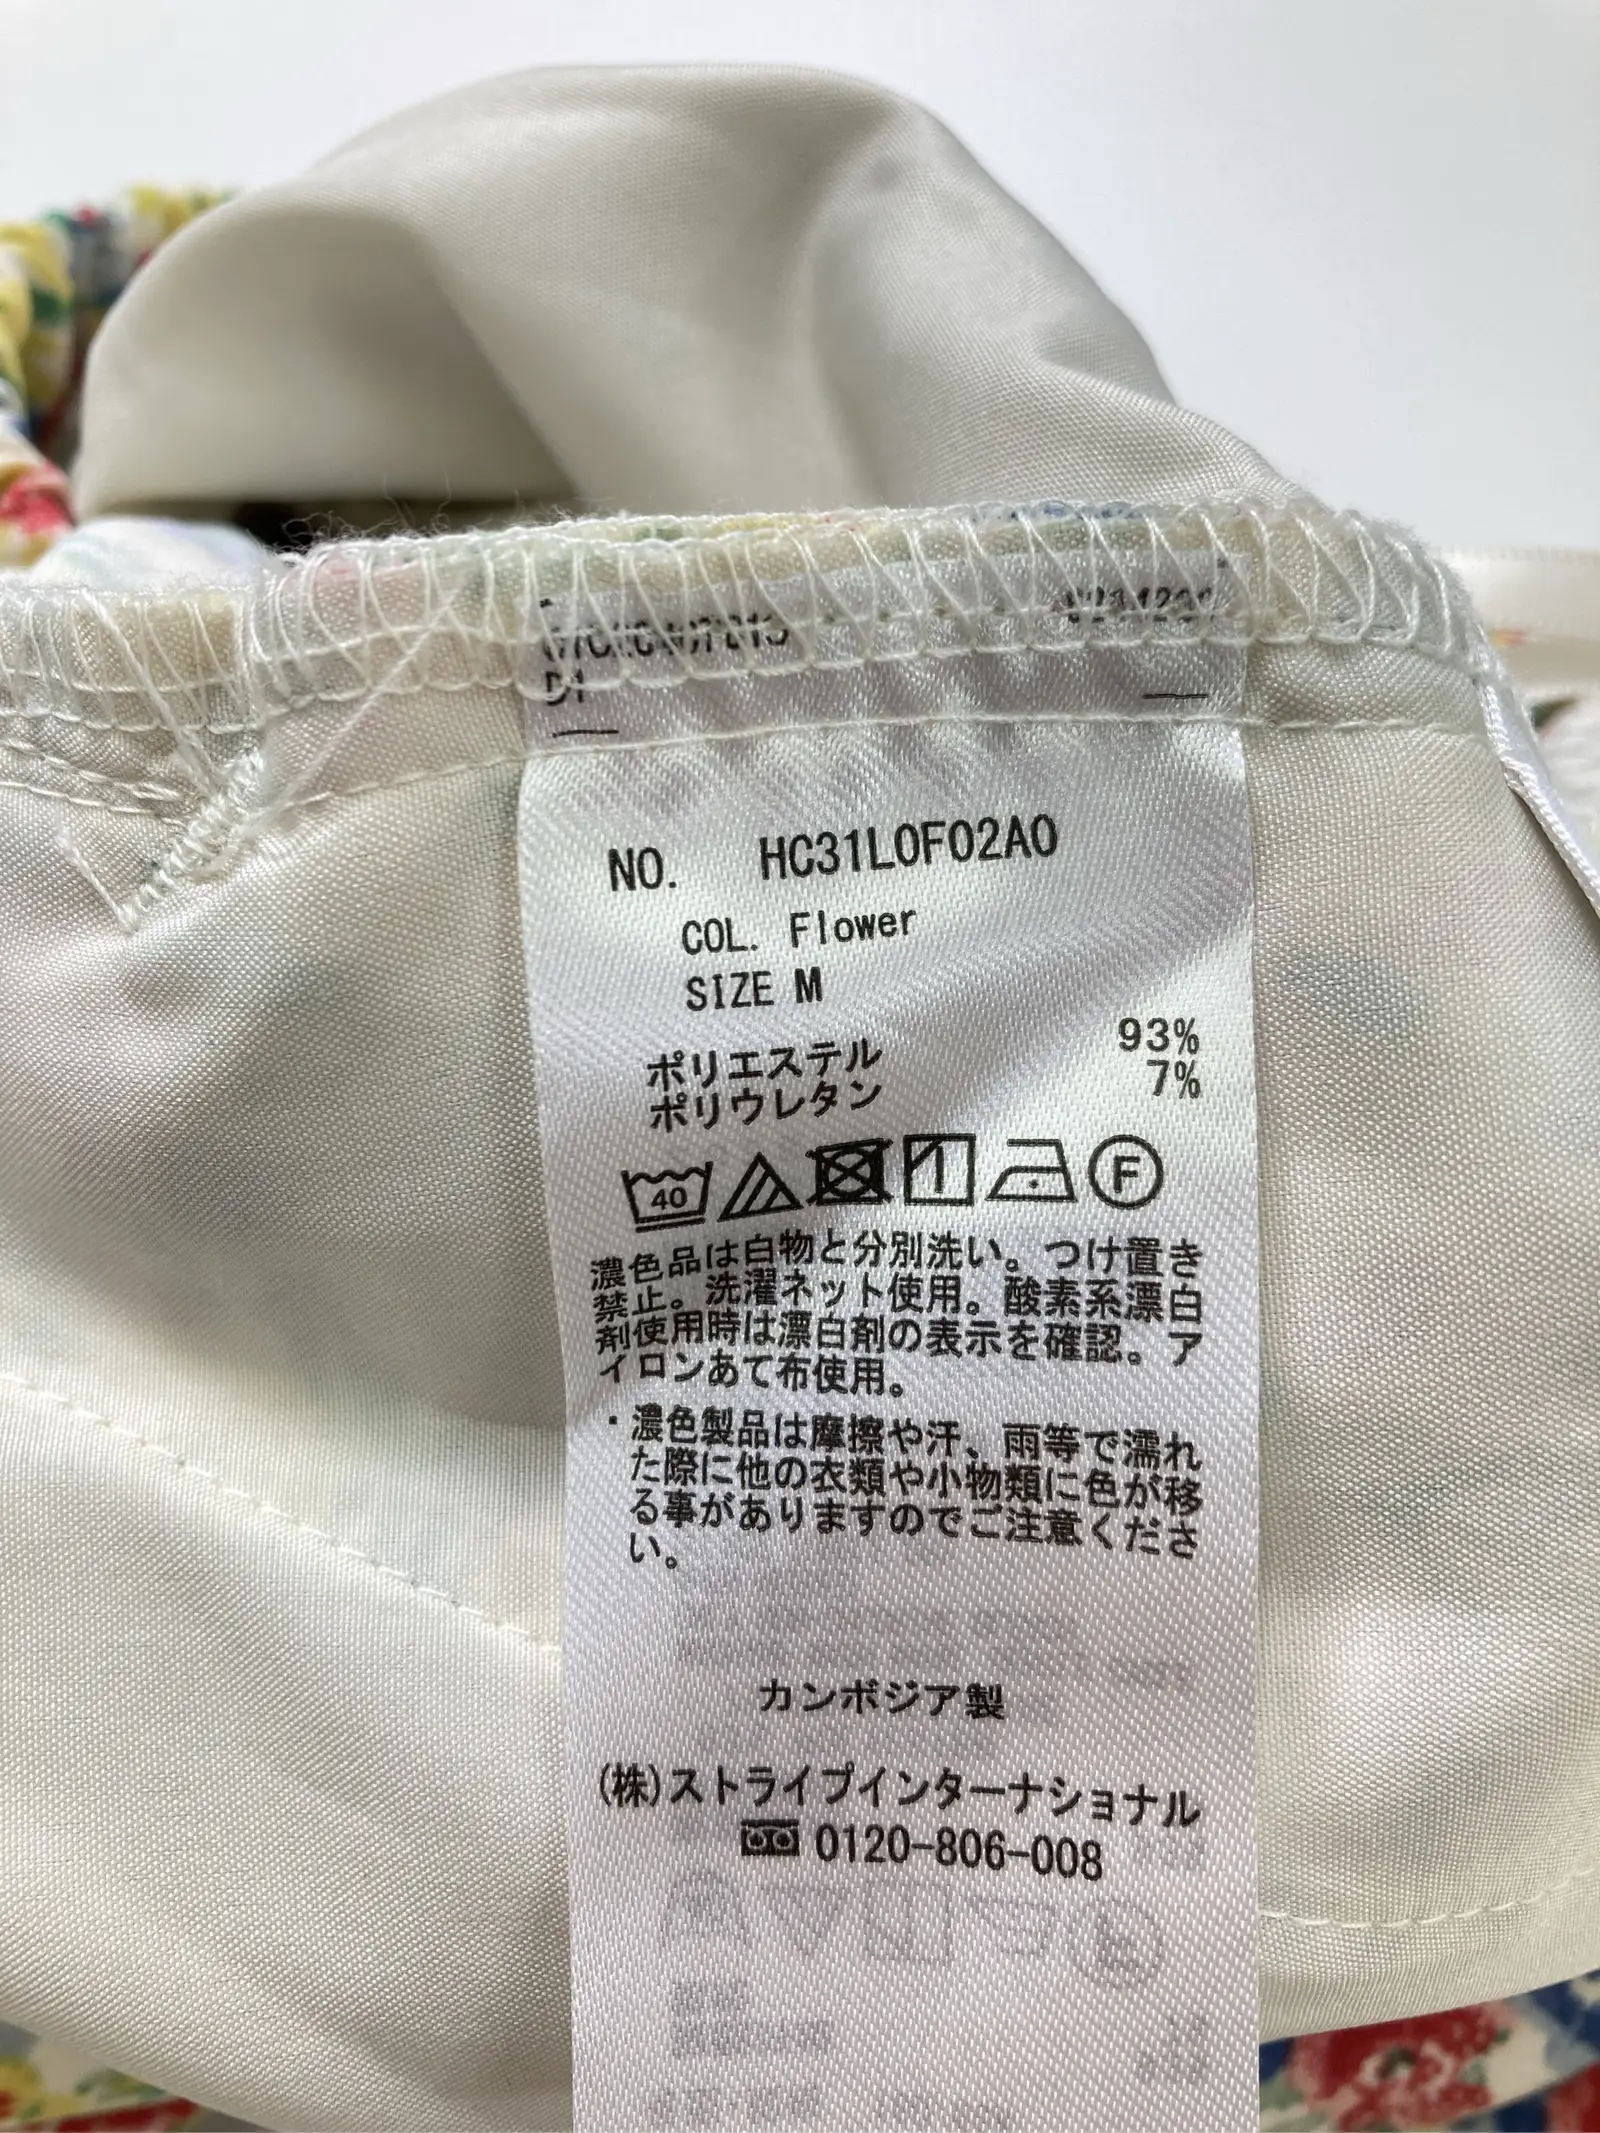 D1
NO. HC31L0F02A0
COL. Flower
SIZE M
ポリエステル 93%
ポリウレタン 7%
40
F
濃色品は白物と分別洗い。つけ置き
禁止。洗濯ネット使用。酸素系漂白
剤使用時は漂白剤の表示を確認。ア
イロンあて布使用。
・濃色製品は摩擦や汗、雨等で濡れ
た際に他の衣類や小物類に色が移
る事がありますのでご注意くださ
い。
カンボジア製
(株)ストライプインターナショナル
0120-806-008